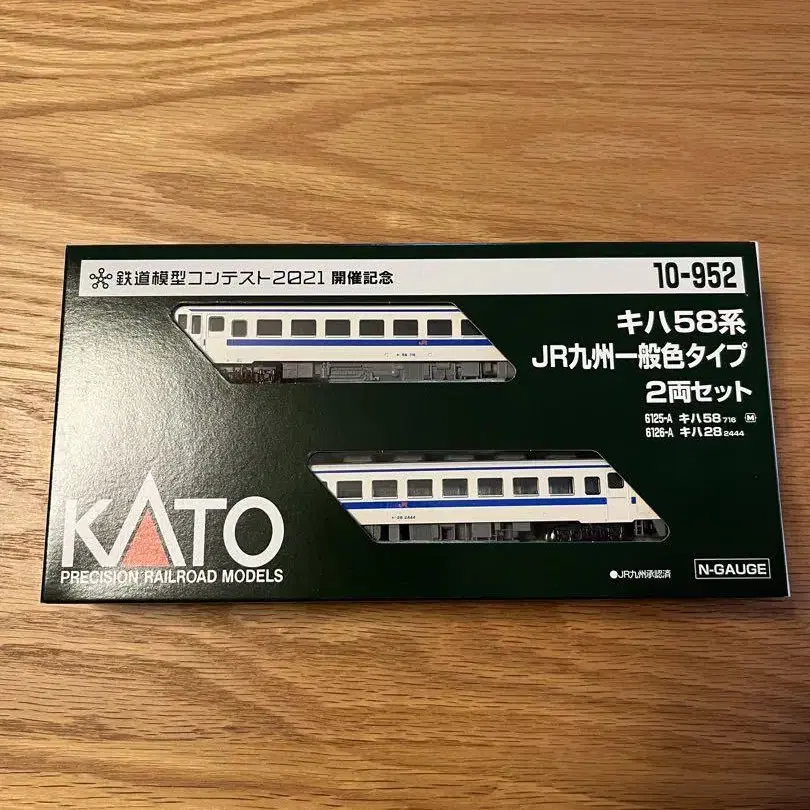 鉄道模型コンテスト2021 開催記念
10-952
キハ58系
JR九州一般色タイプ
2両セット
6125-A キハ58 716 M
6126-A キハ28 2444
KATO
PRECISION RAILROAD MODELS
●JR九州承認済
N-GAUGE